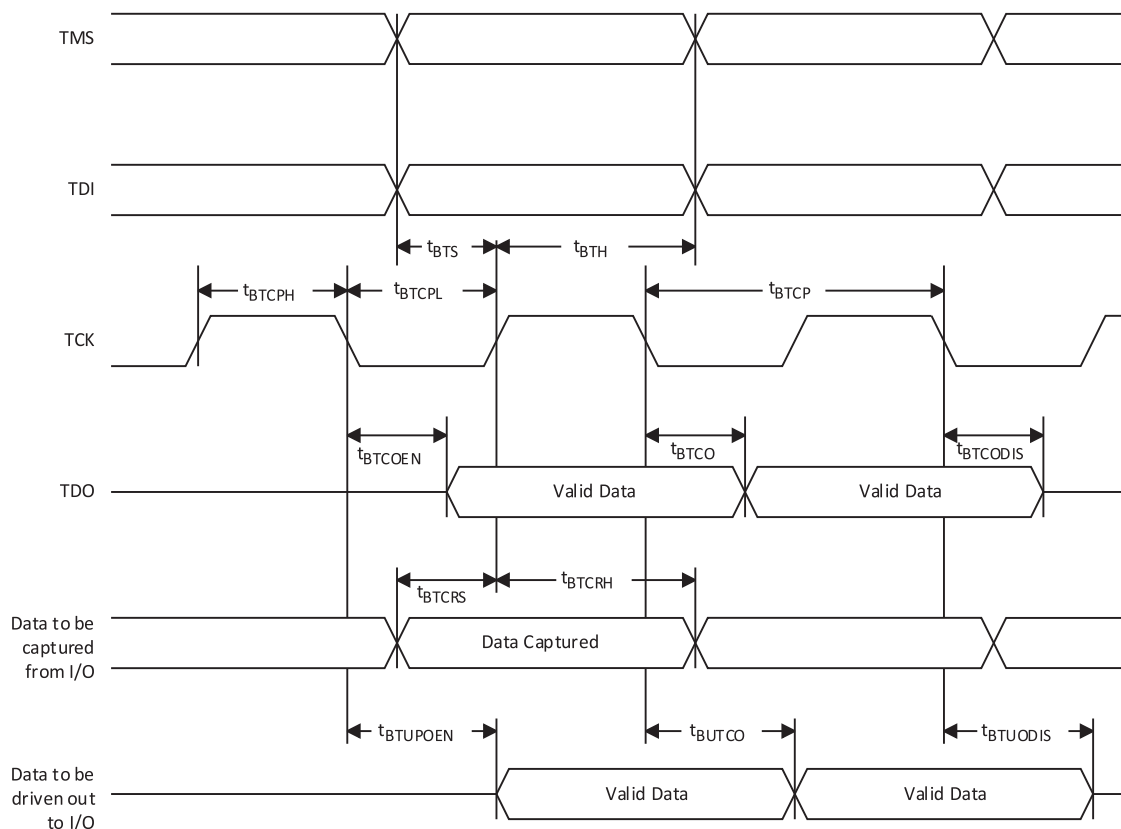 TMS
TDI
tBTS
tBTH
tBTCPH
tBTCPL
tBTCP
TCK
tBTCOEN
tBTCO
tBTCODIS
TDO
Valid Data
Valid Data
tBTCRS
tBTCRH
Data to be
captured
from I/O
Data Captured
tBTUPOEN
tBUTCO
tBTUODIS
Data to be
driven out
to I/O
Valid Data
Valid Data